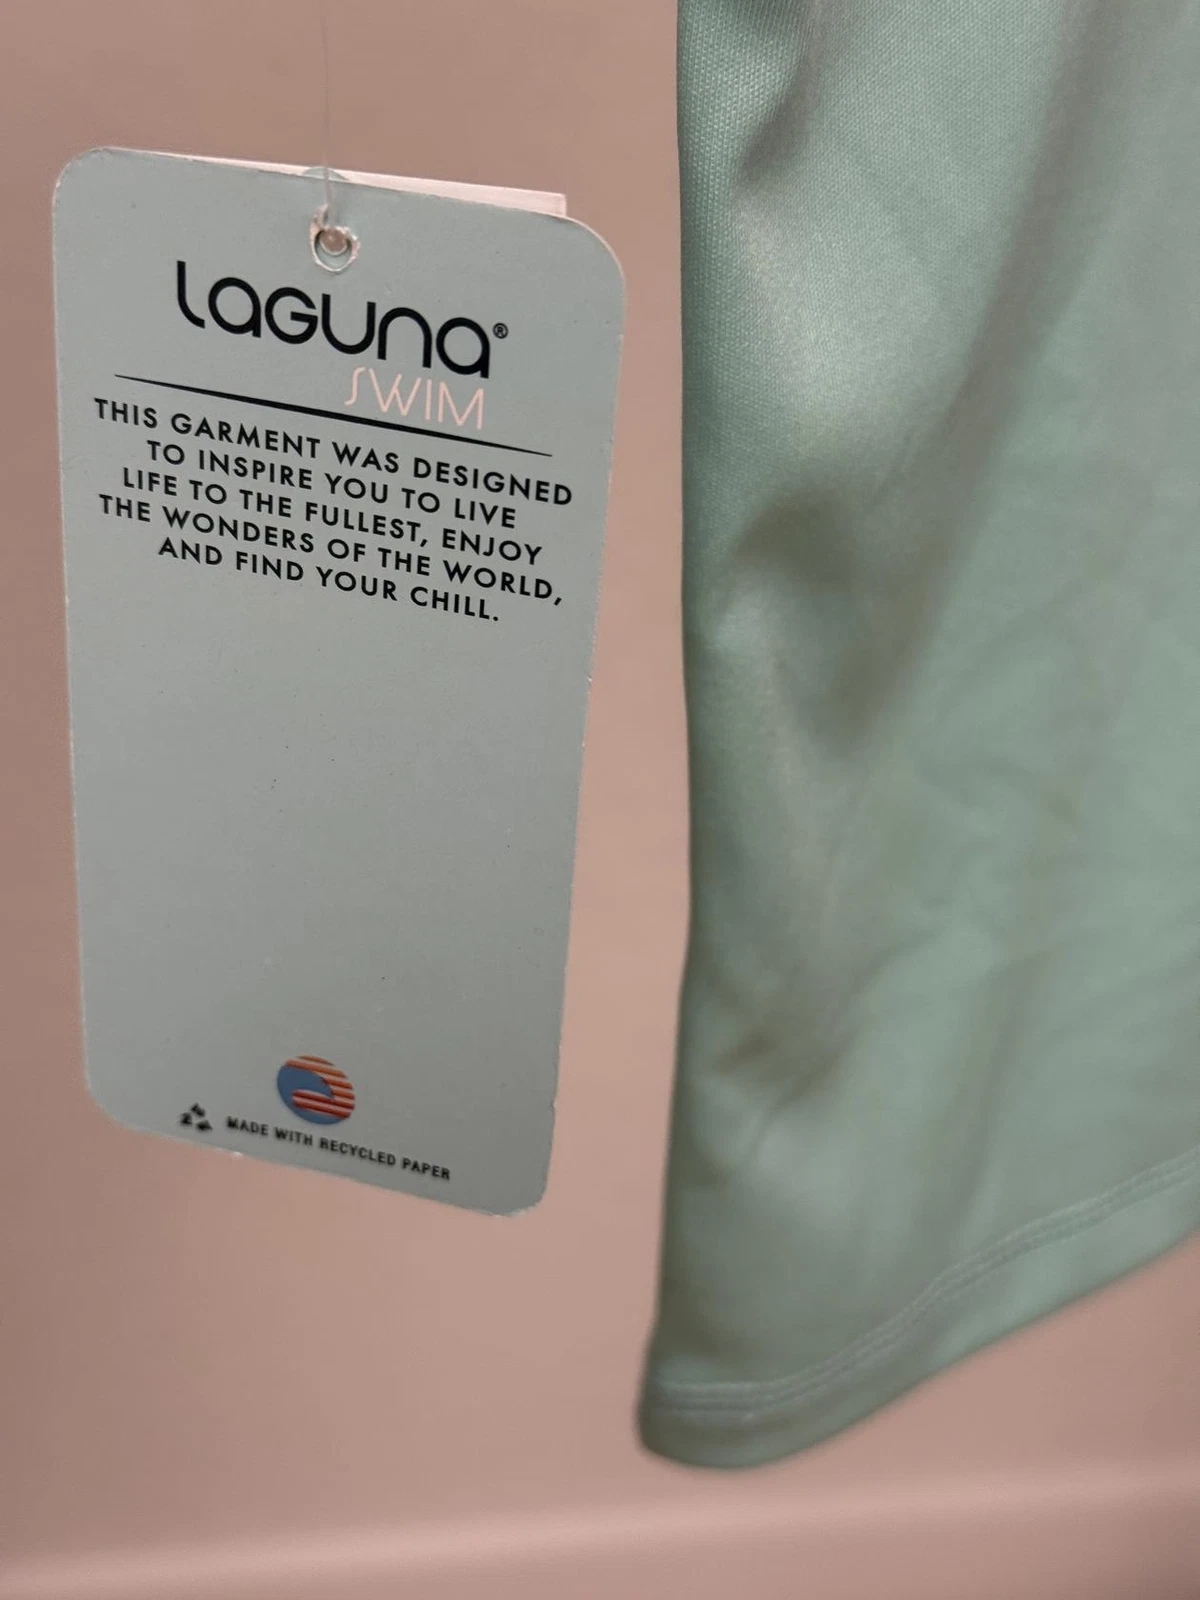 LAGUNA®
SWIM
THIS GARMENT WAS DESIGNED
TO INSPIRE YOU TO LIVE
LIFE TO THE FULLEST, ENJOY
THE WONDERS OF THE WORLD,
AND FIND YOUR CHILL.
MADE WITH RECYCLED PAPER